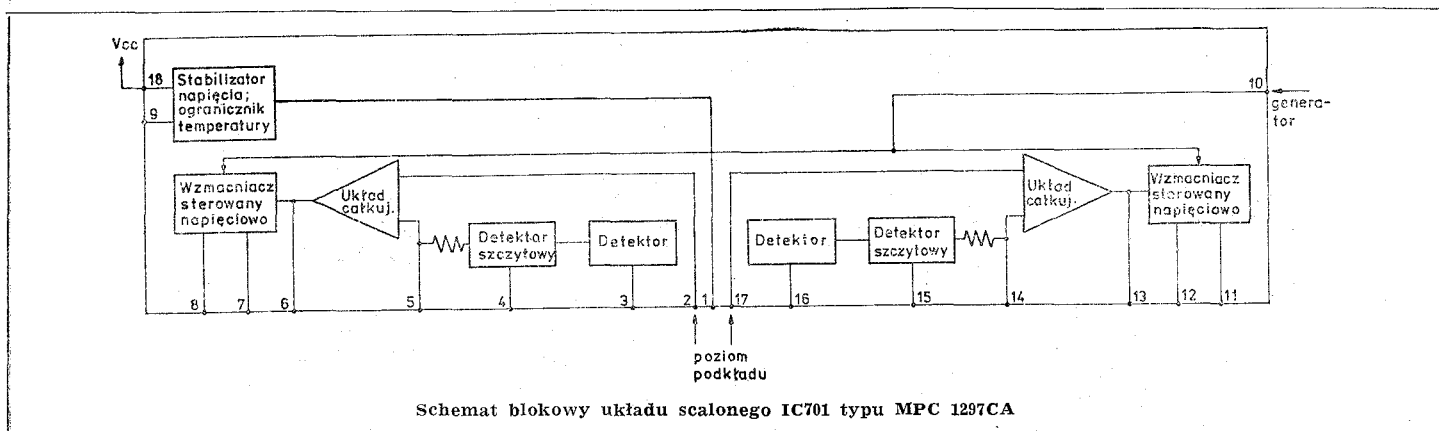 Vcc
18
Stabilizator
napięcia;
ogranicznik
temperatury
9
10
genera-
tor
Wzmacniacz
sterowany
napięciowo
Układ
całkuj.
Detektor
szczytowy
Detektor
Detektor
Detektor
szczytowy
Układ
całkuj.
Wzmacniacz
sterowany
napięciowo
8
7
6
5
4
3
2
1
17
16
15
14
13
12
11
poziom
podkładu
Schemat blokowy układu scalonego IC701 typu MPC 1297CA